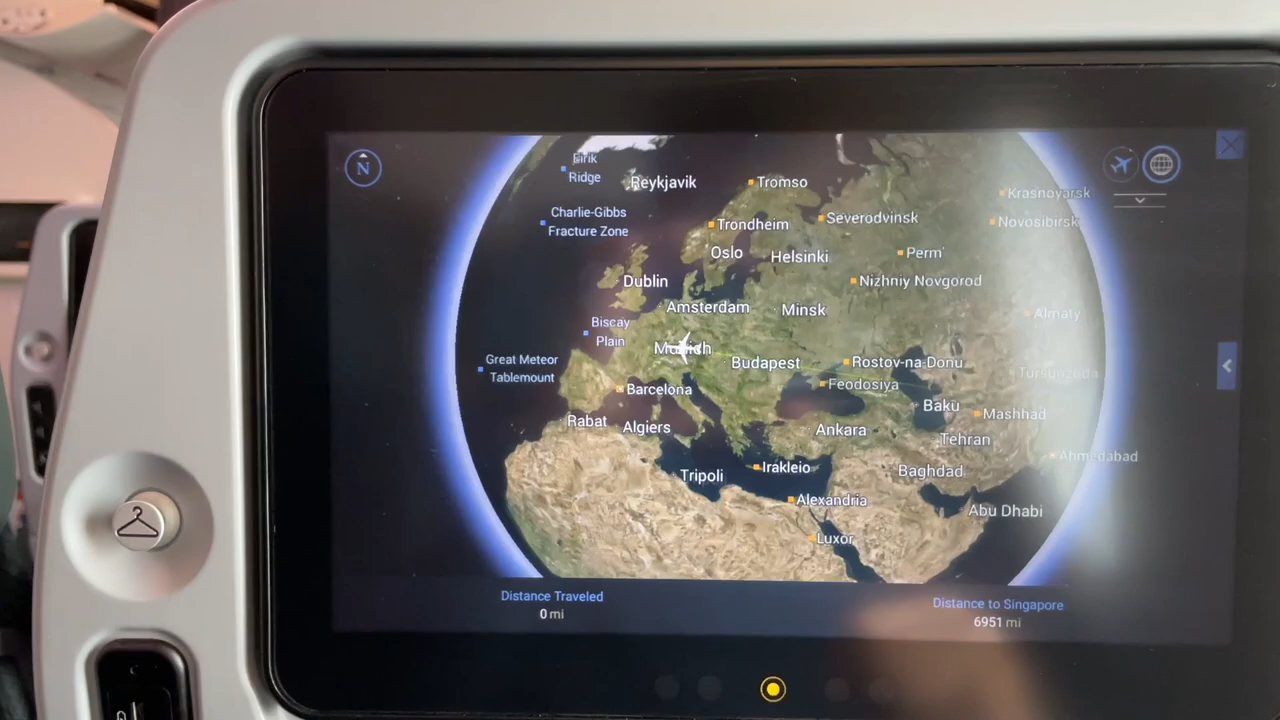 N
Eirik
Ridge
Reykjavik
Tromso
Krasnoyarsk
Charlie-Gibbs
Fracture Zone
Trondheim
Severodvinsk
Novosibirsk
Oslo
Helsinki
Perm'
Dublin
Nizhniy Novgorod
Amsterdam
Minsk
Almaty
Biscay
Plain
Munich
Budapest
Rostov-na-Donu
Great Meteor
Tablemount
Tursunzoda
Feodosiya
Barcelona
Baku
Mashhad
Rabat
Algiers
Ankara
Tehran
Ahmedabad
Tripoli
Irakleio
Baghdad
Alexandria
Abu Dhabi
Luxor
Distance Traveled
0 mi
Distance to Singapore
6951 mi